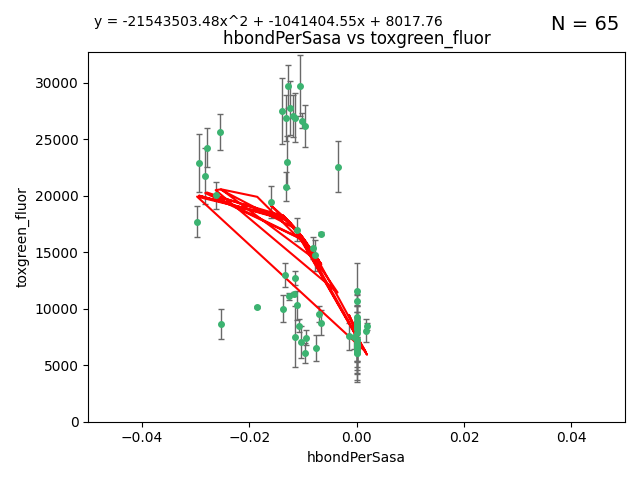 y = -21543503.48x^2 + -1041404.55x + 8017.76
N = 65
hbondPerSasa vs toxgreen_fluor
30000
25000
20000
15000
10000
5000
0
toxgreen_fluor
−0.04 −0.02 0.00 0.02 0.04
hbondPerSasa